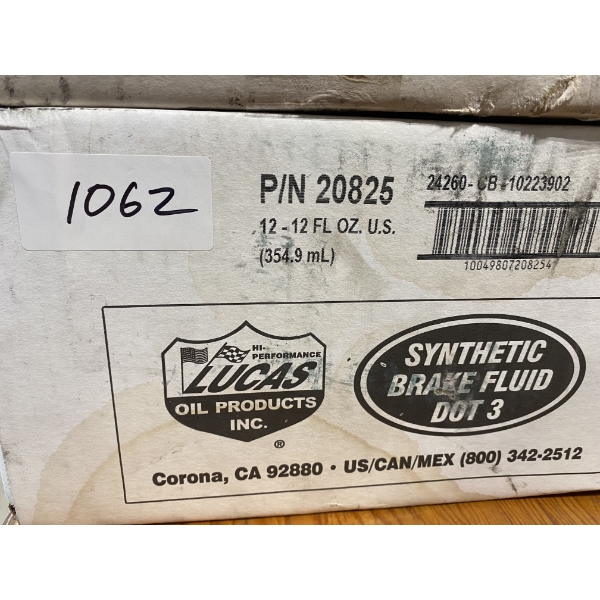 1062
P/N 20825
12 - 12 FL OZ. U.S.
(354.9 mL)
24260- CB -10223902
10049807208254
HI-
PERFORMANCE
LUCAS
OIL PRODUCTS
INC.
®
SYNTHETIC
BRAKE FLUID
DOT 3
Corona, CA 92880 • US/CAN/MEX (800) 342-2512